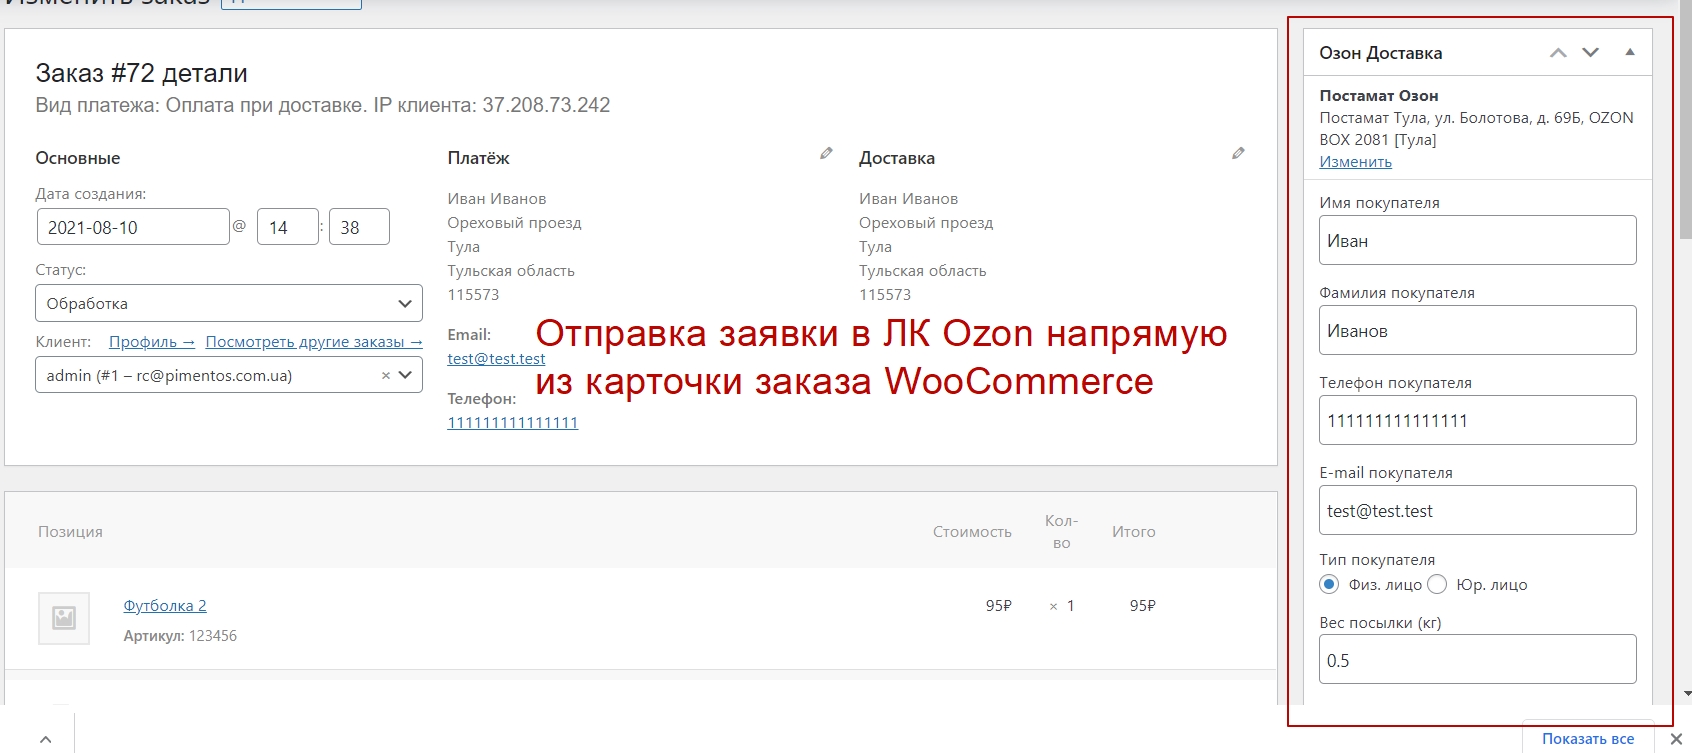 Изменить заказ
Заказ #72 детали
Вид платежа: Оплата при доставке. IP клиента: 37.208.73.242
Основные
Дата создания:
2021-08-10 @ 14 : 38
Статус:
Обработка
Клиент: Профиль → Посмотреть другие заказы →
admin (#1 – rc@pimentos.com.ua) ×
Платёж
Иван Иванов
Ореховый проезд
Тула
Тульская область
115573
Email:
test@test.test
Телефон:
111111111111111
Доставка
Иван Иванов
Ореховый проезд
Тула
Тульская область
115573
Отправка заявки в ЛК Ozon напрямую
из карточки заказа WooCommerce
Позиция
Стоимость
Кол-
во
Итого
Футболка 2
95₽ × 1 95₽
Артикул: 123456
Озон Доставка
Постамат Озон
Постамат Тула, ул. Болотова, д. 69Б, OZON
BOX 2081 [Тула]
Изменить
Имя покупателя
Иван
Фамилия покупателя
Иванов
Телефон покупателя
111111111111111
E-mail покупателя
test@test.test
Тип покупателя
Физ. лицо Юр. лицо
Вес посылки (кг)
0.5
Показать все